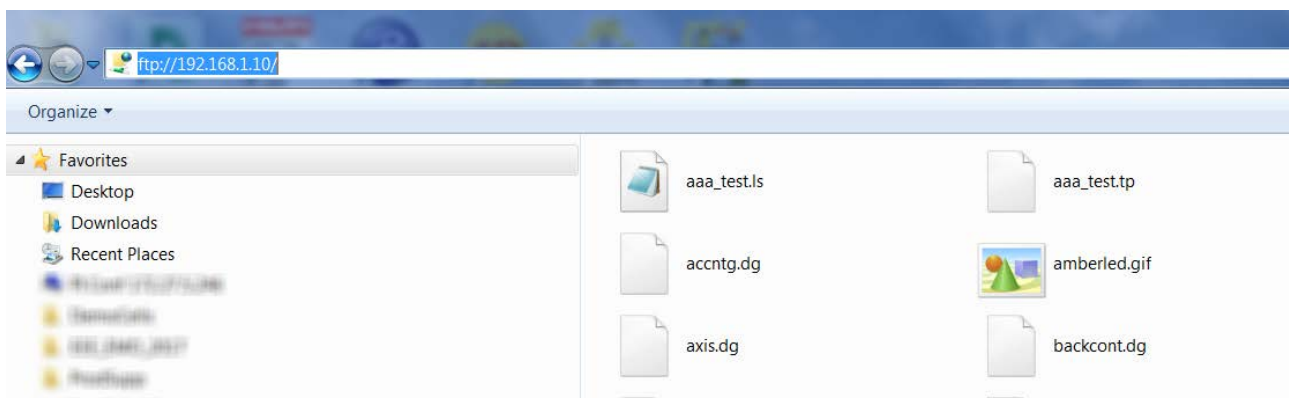 ftp://192.168.1.10/
Organize
Favorites
Desktop
Downloads
Recent Places
aaa_test.ls
aaa_test.tp
accntg.dg
amberled.gif
axis.dg
backcont.dg